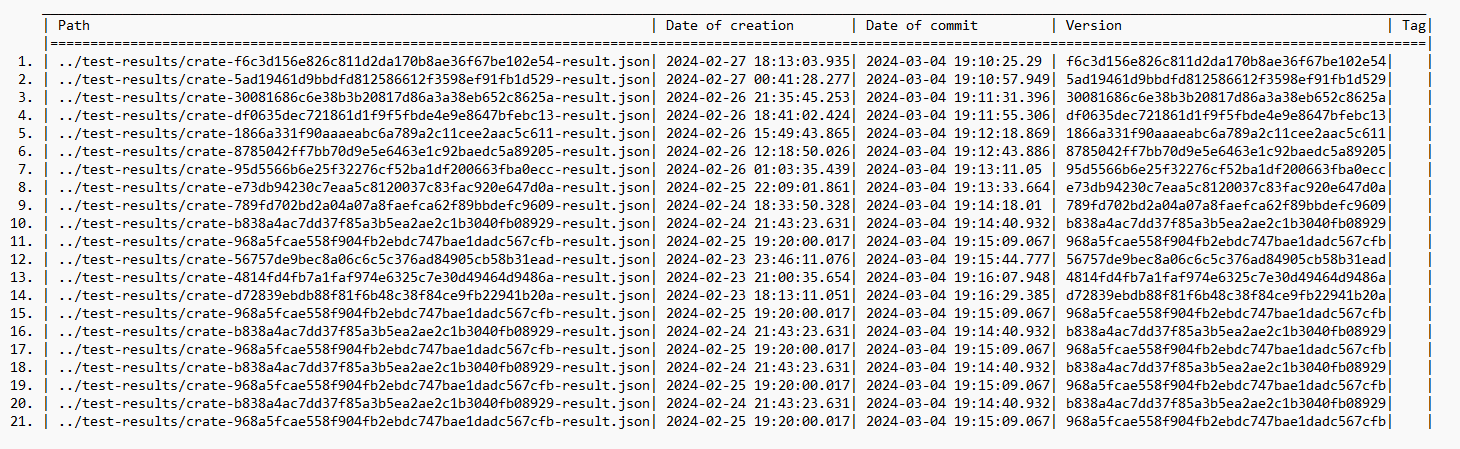 | Path | Date of creation | Date of commit | Version | Tag|
|=============================================================================================================================================================================|
1. | ../test-results/crate-f6c3d156e826c811d2da170b8ae36f67be102e54-result.json| 2024-02-27 18:13:03.935| 2024-03-04 19:10:25.29 | f6c3d156e826c811d2da170b8ae36f67be102e54| |
2. | ../test-results/crate-5ad19461d9bbdfd812586612f3598ef91fb1d529-result.json| 2024-02-27 00:41:28.277| 2024-03-04 19:10:57.949| 5ad19461d9bbdfd812586612f3598ef91fb1d529| |
3. | ../test-results/crate-30081686c6e38b3b20817d86a3a38eb652c8625a-result.json| 2024-02-26 21:35:45.253| 2024-03-04 19:11:31.396| 30081686c6e38b3b20817d86a3a38eb652c8625a| |
4. | ../test-results/crate-df0635dec721861d1f9f5fbde4e9e8647bfebc13-result.json| 2024-02-26 18:41:02.424| 2024-03-04 19:11:55.306| df0635dec721861d1f9f5fbde4e9e8647bfebc13| |
5. | ../test-results/crate-1866a331f90aaaeabc6a789a2c11cee2aac5c611-result.json| 2024-02-26 15:49:43.865| 2024-03-04 19:12:18.869| 1866a331f90aaaeabc6a789a2c11cee2aac5c611| |
6. | ../test-results/crate-8785042ff7bb70d9e5e6463e1c92baedc5a89205-result.json| 2024-02-26 12:18:50.026| 2024-03-04 19:12:43.886| 8785042ff7bb70d9e5e6463e1c92baedc5a89205| |
7. | ../test-results/crate-95d5566b6e25f32276cf52ba1df200663fba0ecc-result.json| 2024-02-26 01:03:35.439| 2024-03-04 19:13:11.05 | 95d5566b6e25f32276cf52ba1df200663fba0ecc| |
8. | ../test-results/crate-e73db94230c7eaa5c8120037c83fac920e647d0a-result.json| 2024-02-25 22:09:01.861| 2024-03-04 19:13:33.664| e73db94230c7eaa5c8120037c83fac920e647d0a| |
9. | ../test-results/crate-789fd702bd2a04a07a8faefca62f89bbdefc9609-result.json| 2024-02-24 18:33:50.328| 2024-03-04 19:14:18.01 | 789fd702bd2a04a07a8faefca62f89bbdefc9609| |
10. | ../test-results/crate-b838a4ac7dd37f85a3b5ea2ae2c1b3040fb08929-result.json| 2024-02-24 21:43:23.631| 2024-03-04 19:14:40.932| b838a4ac7dd37f85a3b5ea2ae2c1b3040fb08929| |
11. | ../test-results/crate-968a5fcae558f904fb2ebdc747bae1dadc567cfb-result.json| 2024-02-25 19:20:00.017| 2024-03-04 19:15:09.067| 968a5fcae558f904fb2ebdc747bae1dadc567cfb| |
12. | ../test-results/crate-56757de9bec8a06c6c5c376ad84905cb58b31ead-result.json| 2024-02-23 23:46:11.076| 2024-03-04 19:15:44.777| 56757de9bec8a06c6c5c376ad84905cb58b31ead| |
13. | ../test-results/crate-4814fd4fb7a1faf974e6325c7e30d49464d9486a-result.json| 2024-02-23 21:00:35.654| 2024-03-04 19:16:07.948| 4814fd4fb7a1faf974e6325c7e30d49464d9486a| |
14. | ../test-results/crate-d72839ebdb88f81f6b48c38f84ce9fb22941b20a-result.json| 2024-02-23 18:13:11.051| 2024-03-04 19:16:29.385| d72839ebdb88f81f6b48c38f84ce9fb22941b20a| |
15. | ../test-results/crate-968a5fcae558f904fb2ebdc747bae1dadc567cfb-result.json| 2024-02-25 19:20:00.017| 2024-03-04 19:15:09.067| 968a5fcae558f904fb2ebdc747bae1dadc567cfb| |
16. | ../test-results/crate-b838a4ac7dd37f85a3b5ea2ae2c1b3040fb08929-result.json| 2024-02-24 21:43:23.631| 2024-03-04 19:14:40.932| b838a4ac7dd37f85a3b5ea2ae2c1b3040fb08929| |
17. | ../test-results/crate-968a5fcae558f904fb2ebdc747bae1dadc567cfb-result.json| 2024-02-25 19:20:00.017| 2024-03-04 19:15:09.067| 968a5fcae558f904fb2ebdc747bae1dadc567cfb| |
18. | ../test-results/crate-b838a4ac7dd37f85a3b5ea2ae2c1b3040fb08929-result.json| 2024-02-24 21:43:23.631| 2024-03-04 19:14:40.932| b838a4ac7dd37f85a3b5ea2ae2c1b3040fb08929| |
19. | ../test-results/crate-968a5fcae558f904fb2ebdc747bae1dadc567cfb-result.json| 2024-02-25 19:20:00.017| 2024-03-04 19:15:09.067| 968a5fcae558f904fb2ebdc747bae1dadc567cfb| |
20. | ../test-results/crate-b838a4ac7dd37f85a3b5ea2ae2c1b3040fb08929-result.json| 2024-02-24 21:43:23.631| 2024-03-04 19:14:40.932| b838a4ac7dd37f85a3b5ea2ae2c1b3040fb08929| |
21. | ../test-results/crate-968a5fcae558f904fb2ebdc747bae1dadc567cfb-result.json| 2024-02-25 19:20:00.017| 2024-03-04 19:15:09.067| 968a5fcae558f904fb2ebdc747bae1dadc567cfb| |